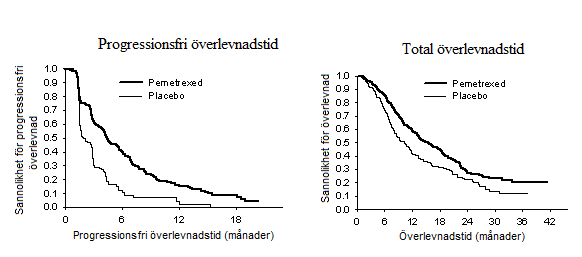 Progressionsfri överlevnadstid
Sannolikhet för progressionsfri
överlevnad
1.0
0.9
0.8
0.7
0.6
0.5
0.4
0.3
0.2
0.1
0.0
Pemetrexed
Placebo
0 6 12 18
Progressionsfri överlevnadstid (månader)
Total överlevnadstid
Sannolikhet för överlevnad
1.0
0.9
0.8
0.7
0.6
0.5
0.4
0.3
0.2
0.1
0.0
Pemetrexed
Placebo
0 6 12 18 24 30 36 42
Överlevnadstid (månader)